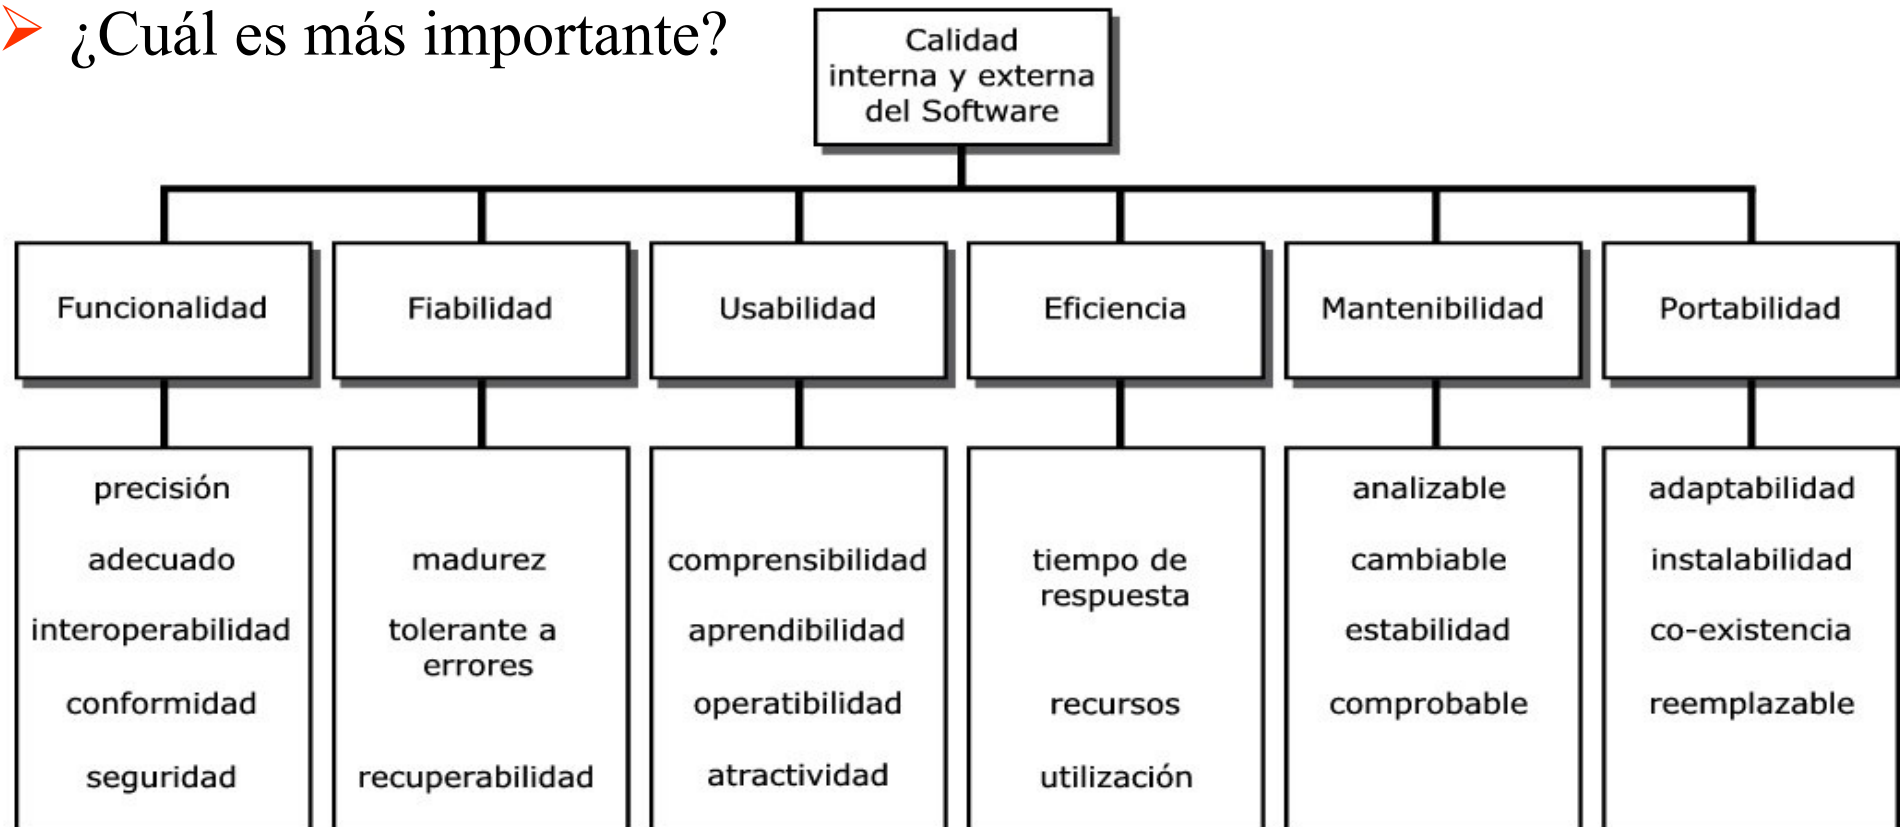 ¿Cuál es más importante?
Calidad
interna y externa
del Software
Funcionalidad
Fiabilidad
Usabilidad
Eficiencia
Mantenibilidad
Portabilidad
precisión
adecuado
interoperabilidad
conformidad
seguridad
madurez
tolerante a
errores
recuperabilidad
comprensibilidad
aprendibilidad
operatibilidad
atractividad
tiempo de
respuesta
recursos
utilización
analizable
cambiable
estabilidad
comprobable
adaptabilidad
instalabilidad
co-existencia
reemplazable